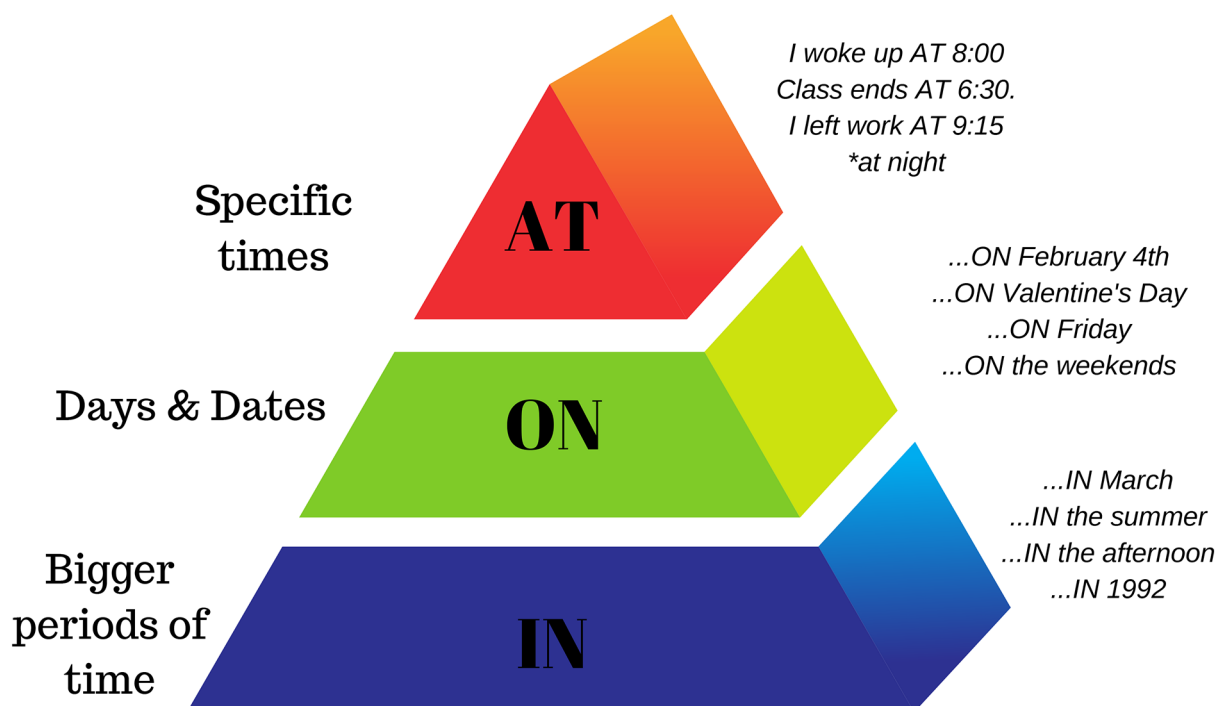 I woke up AT 8:00
Class ends AT 6:30.
I left work AT 9:15
*at night
Specific
times
AT
...ON February 4th
...ON Valentine's Day
...ON Friday
...ON the weekends
Days & Dates
ON
...IN March
...IN the summer
...IN the afternoon
...IN 1992
Bigger
periods of
time
IN